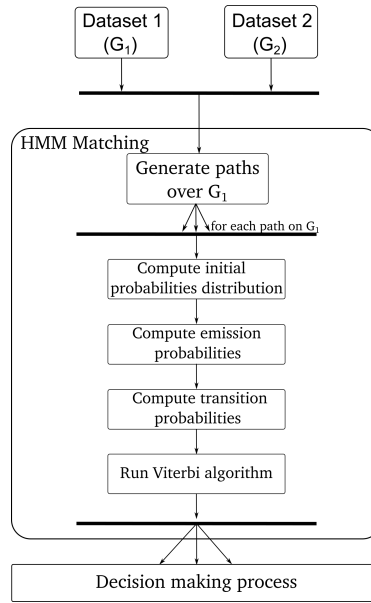 Dataset 1 Dataset 2
(G₁) (G₂)
HMM Matching
Generate paths
over G₁
for each path on G₁
Compute initial
probabilities distribution
Compute emission
probabilities
Compute transition
probabilities
Run Viterbi algorithm
Decision making process